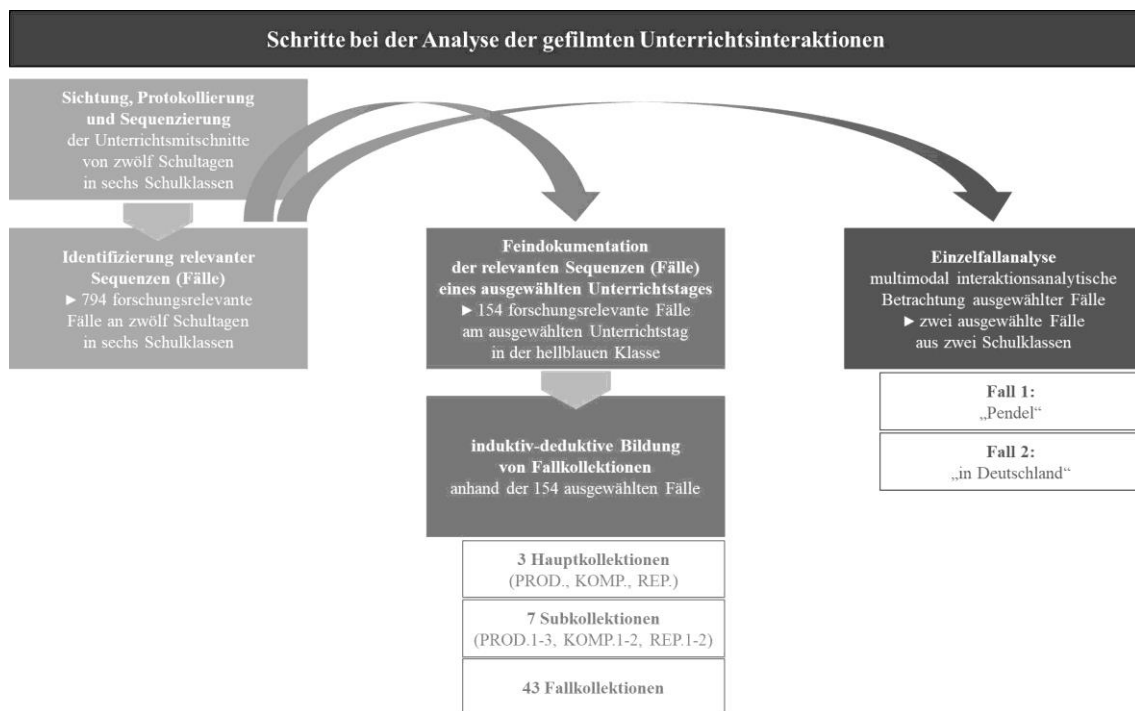 Schritte bei der Analyse der gefilmten Unterrichtsinteraktionen
Sichtung, Protokollierung
und Sequenzierung
der Unterrichtsmitschnitte
von zwölf Schultagen
in sechs Schulklassen
Identifizierung relevanter
Sequenzen (Fälle)
► 794 forschungsrelevante
Fälle an zwölf Schultagen
in sechs Schulklassen
Feindokumentation
der relevanten Sequenzen (Fälle)
eines ausgewählten Unterrichtstages
► 154 forschungsrelevante Fälle
am ausgewählten Unterrichtstag
in der hellblauen Klasse
induktiv-deduktive Bildung
von Fallkollektionen
anhand der 154 ausgewählten Fälle
3 Hauptkollektionen
(PROD., KOMP., REP.)
7 Subkollektionen
(PROD.1-3, KOMP.1-2, REP.1-2)
43 Fallkollektionen
Einzelfallanalyse
multimodal interaktionsanalytische
Betrachtung ausgewählter Fälle
► zwei ausgewählte Fälle
aus zwei Schulklassen
Fall 1:
„Pendel“
Fall 2:
„in Deutschland“